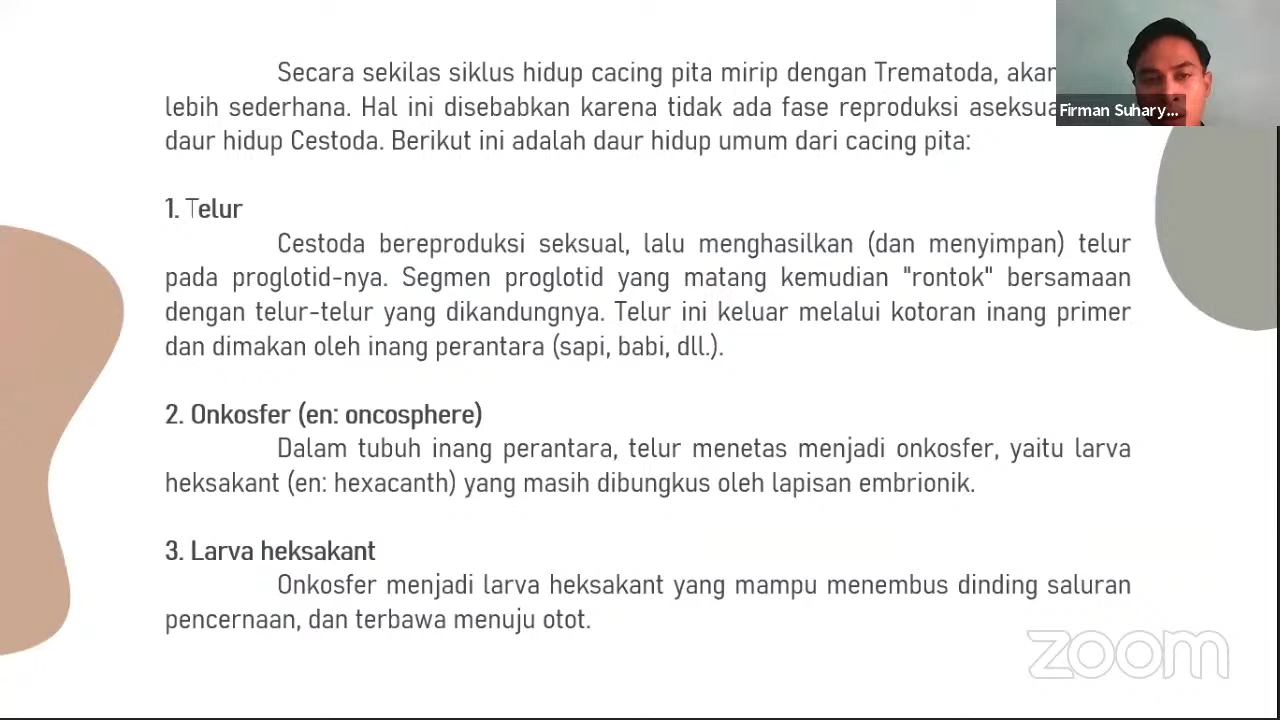 Secara sekilas siklus hidup cacing pita mirip dengan Trematoda,
lebih sederhana. Hal ini disebabkan karena tidak ada fase reproduksi
daur hidup Cestoda. Berikut ini adalah daur hidup umum dari cacing pita:
Firman Suhary...
1. Telur
Cestoda bereproduksi seksual, lalu menghasilkan (dan menyimpan) telur
pada proglotid-nya. Segmen proglotid yang matang kemudian "rontok" bersamaan
dengan telur-telur yang dikandungnya. Telur ini keluar melalui kotoran inang primer
dan dimakan oleh inang perantara (sapi, babi, dll.).
2. Onkosfer (en: oncosphere)
Dalam tubuh inang perantara, telur menetas menjadi onkosfer, yaitu larva
heksakant (en: hexacanth) yang masih dibungkus oleh lapisan embrionik.
3. Larva heksakant
Onkosfer menjadi larva heksakant yang mampu menembus dinding saluran
pencernaan, dan terbawa menuju otot.
zoom